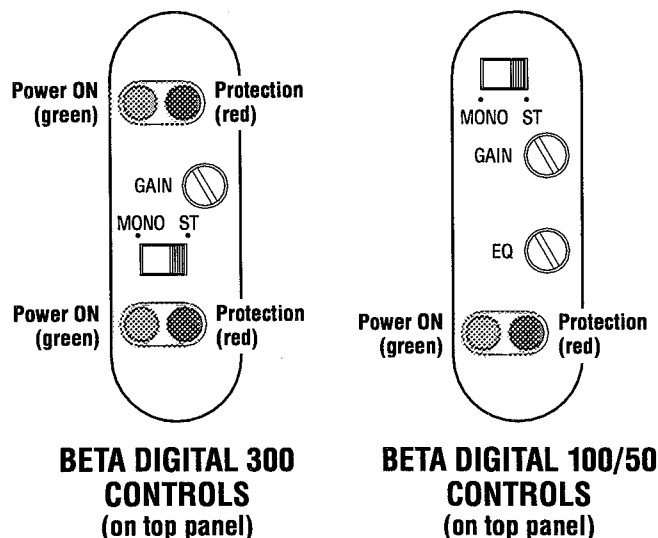 Power ON
(green)
Protection
(red)
GAIN
MONO ST
Power ON
(green)
Protection
(red)
BETA DIGITAL 300
CONTROLS
(on top panel)
MONO ST
GAIN
EQ
Power ON
(green)
Protection
(red)
BETA DIGITAL 100/50
CONTROLS
(on top panel)